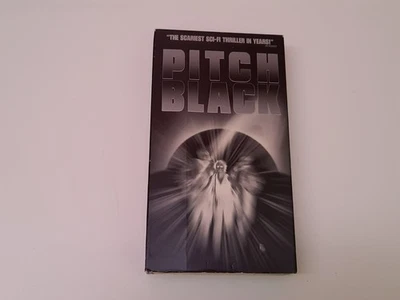 "THE SCARIEST SCI-FI THRILLER IN YEARS!"
PITCH
BLACK